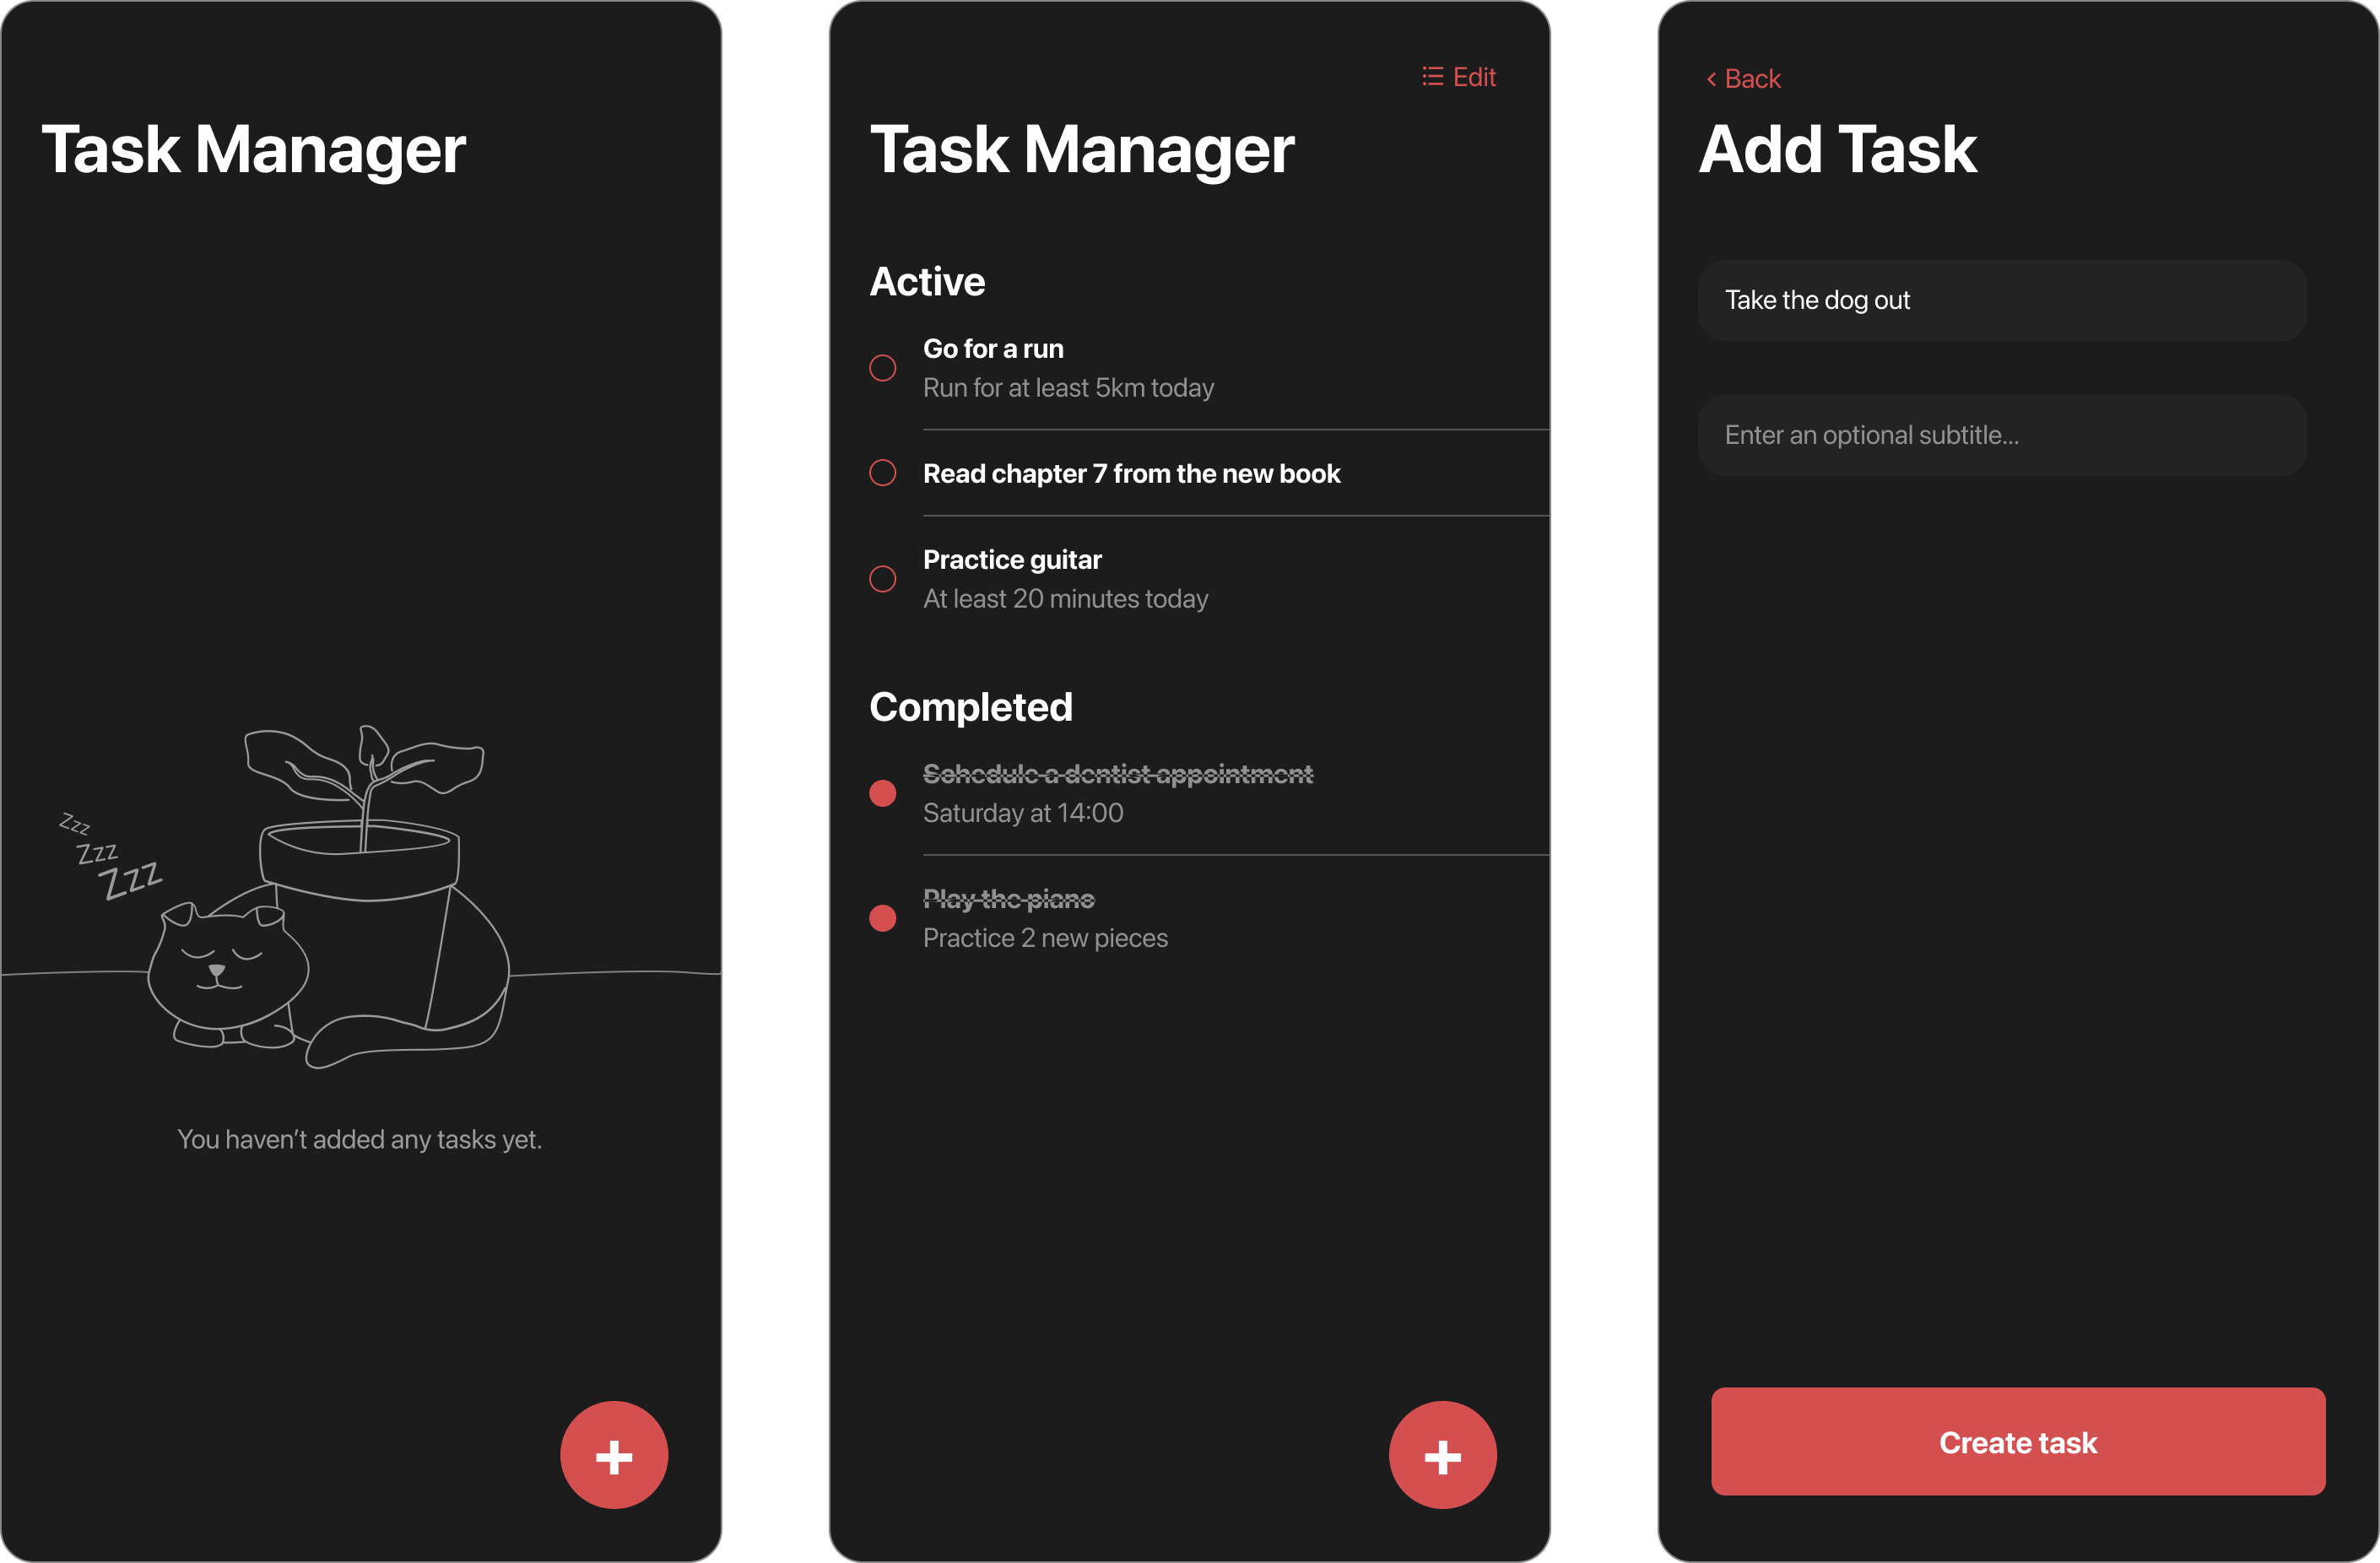 Task Manager
Zzz
Zzz
Zzz
You haven’t added any tasks yet.
+
Edit
Task Manager
Active
Go for a run
Run for at least 5km today
Read chapter 7 from the new book
Practice guitar
At least 20 minutes today
Completed
Schedule a dentist appointment
Saturday at 14:00
Play the piano
Practice 2 new pieces
+
Back
Add Task
Take the dog out
Enter an optional subtitle...
Create task